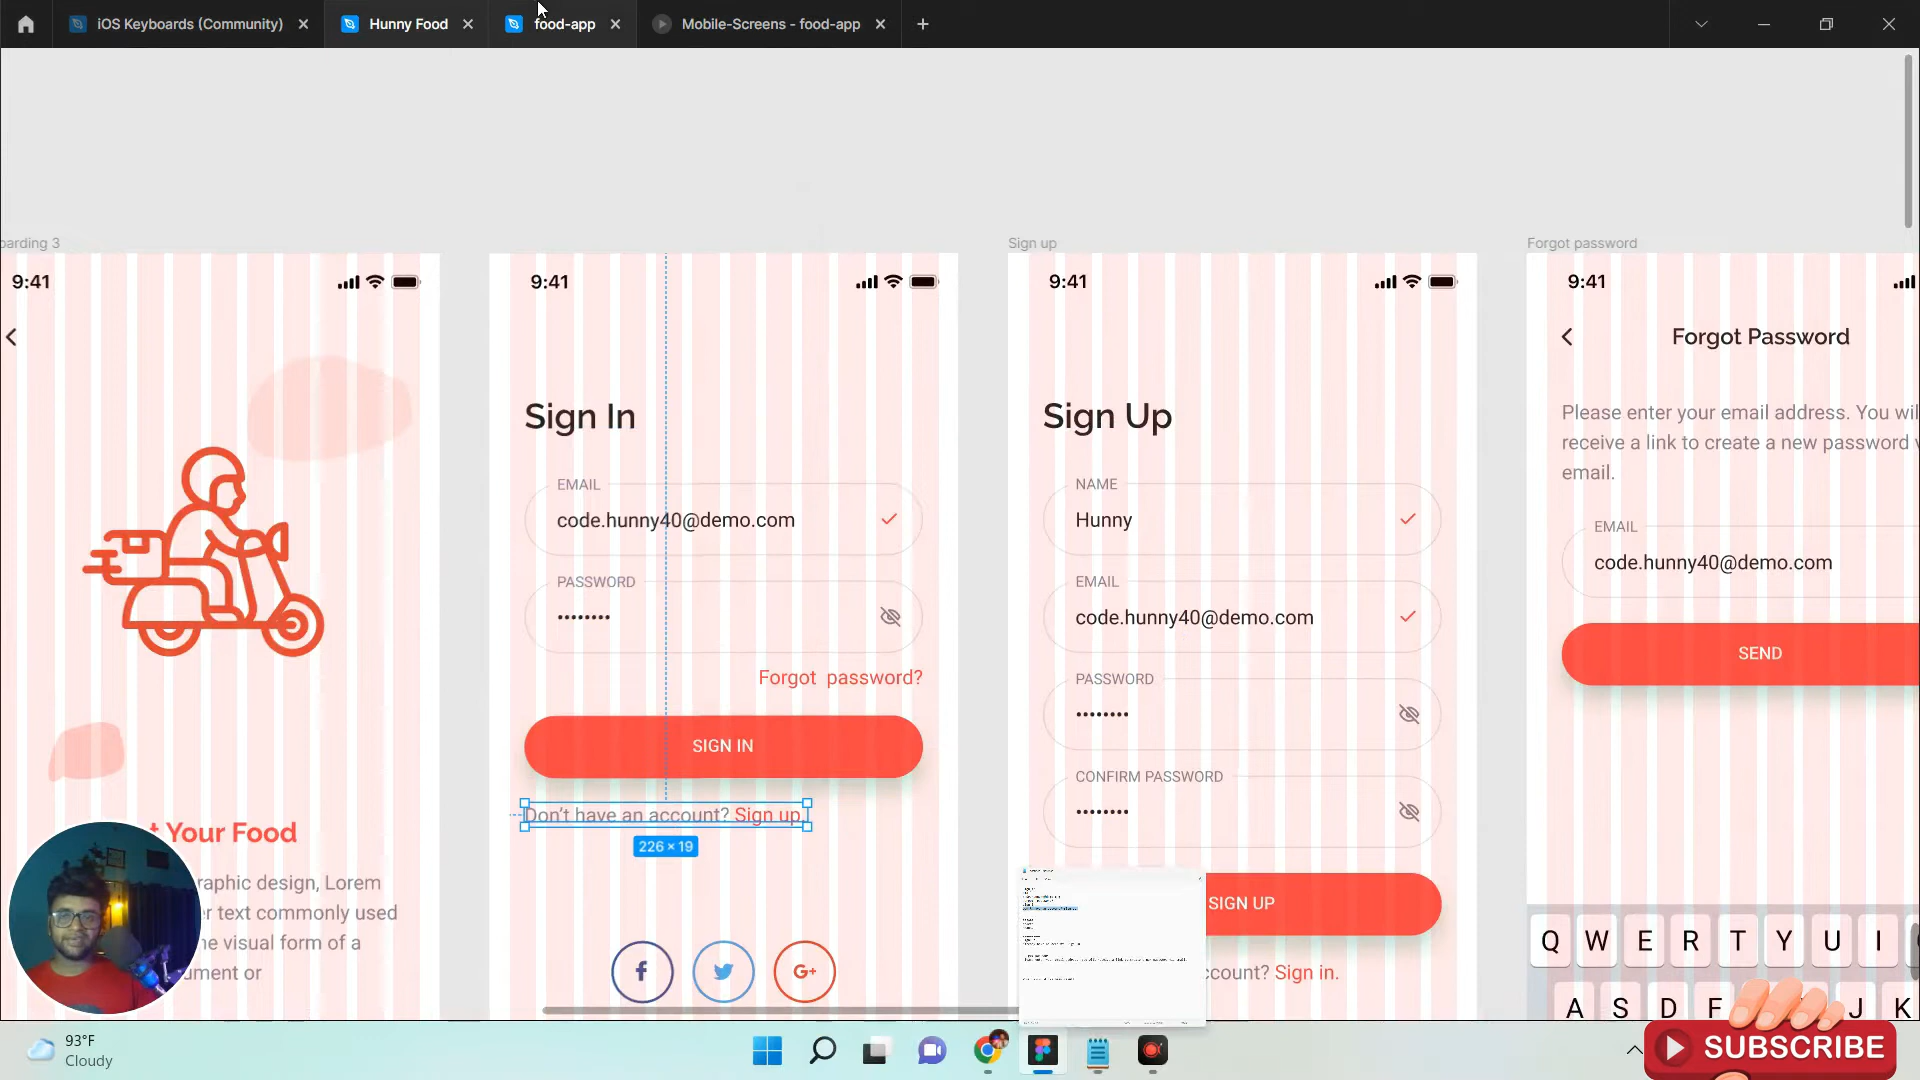 iOS Keyboards (Community)
Hunny Food
food-app
Mobile-Screens - food-app
oarding 3
9:41
Your Food
raphic design, Lorem
r text commonly used
he visual form of a
ument or
9:41
Sign In
EMAIL
code.hunny40@demo.com
PASSWORD
Forgot password?
SIGN IN
Don't have an account? Sign up.
226 × 19
f
G+
Sign up
9:41
Sign Up
NAME
Hunny
EMAIL
code.hunny40@demo.com
PASSWORD
CONFIRM PASSWORD
SIGN UP
ccount? Sign in.
Forgot password
9:41
Forgot Password
Please enter your email address. You wil
receive a link to create a new password v
email.
EMAIL
code.hunny40@demo.com
SEND
Q W E R T Y U I
A S D F J K
93°F
Cloudy
SUBSCRIBE